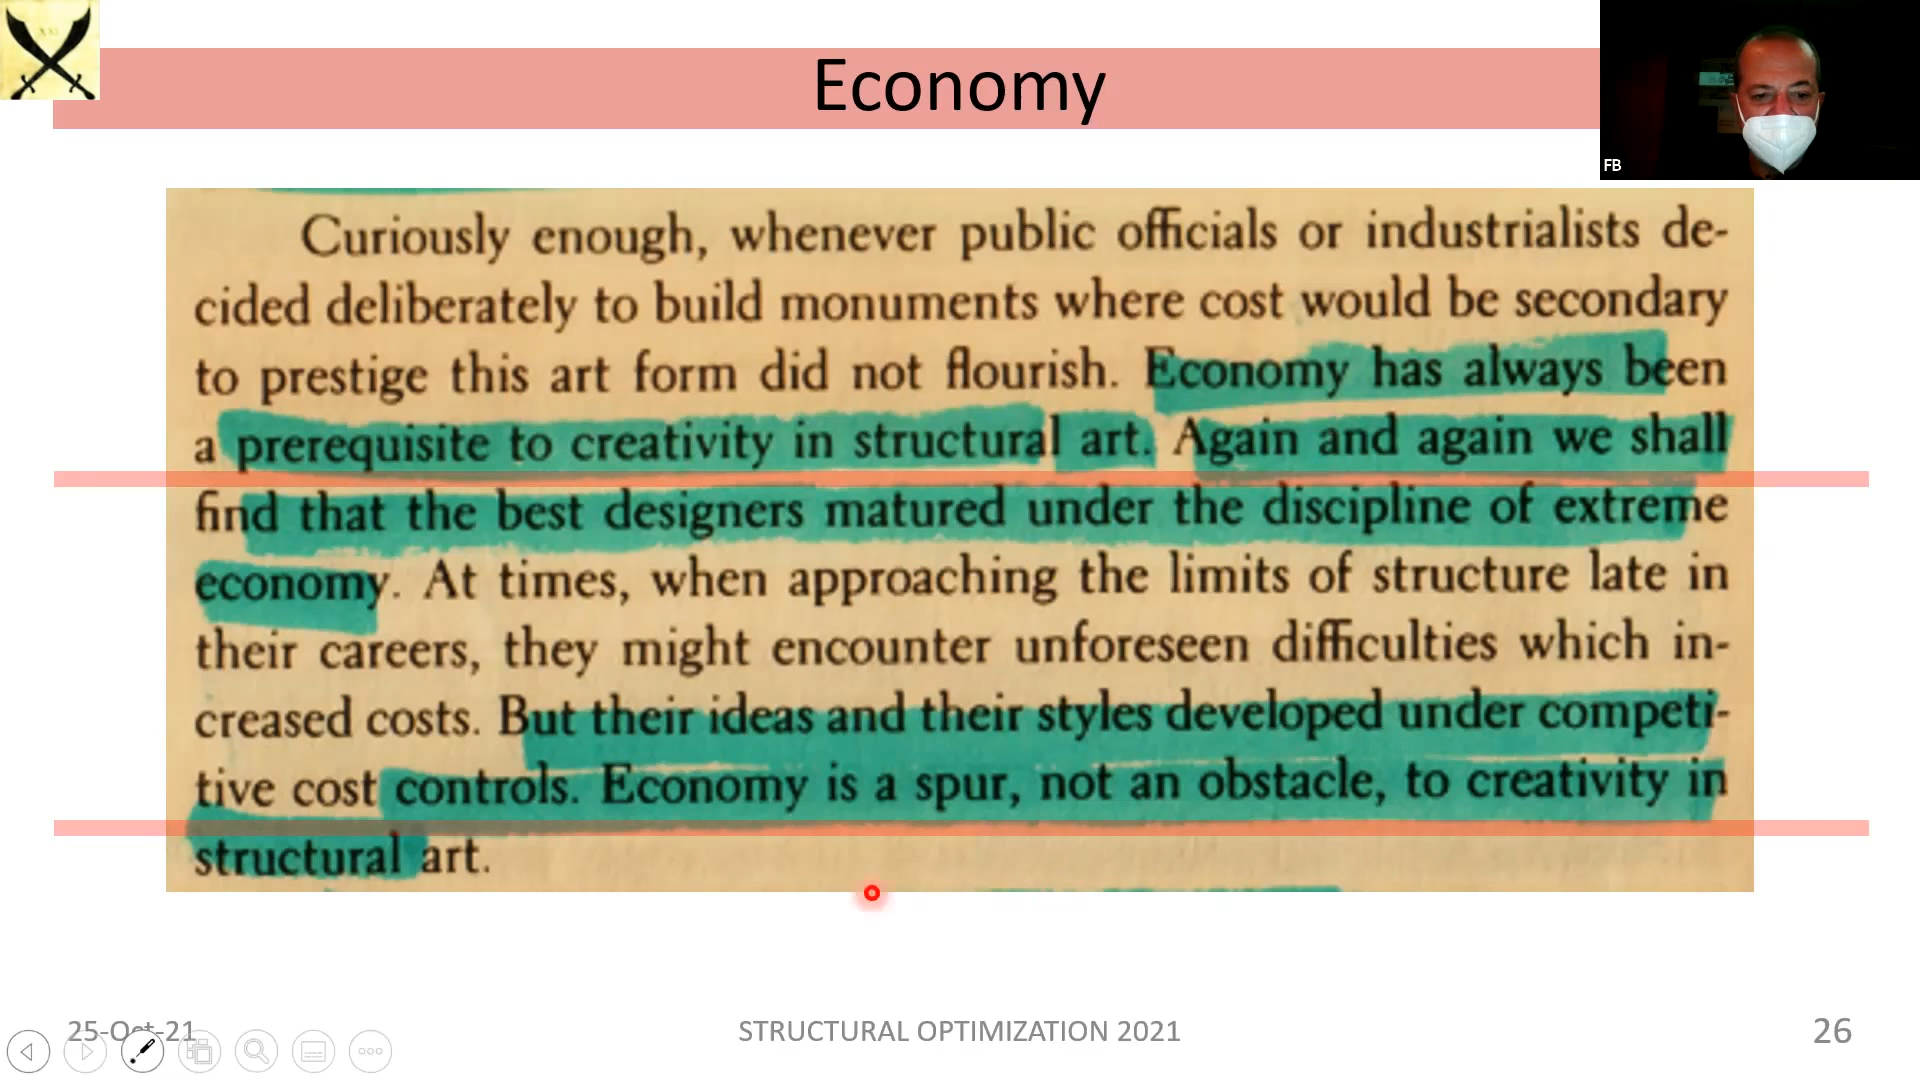 XXI
Economy
FB
Curiously enough, whenever public officials or industrialists de-
cided deliberately to build monuments where cost would be secondary
to prestige this art form did not flourish. Economy has always been
a prerequisite to creativity in structural art. Again and again we shall
find that the best designers matured under the discipline of extreme
economy. At times, when approaching the limits of structure late in
their careers, they might encounter unforeseen difficulties which in-
creased costs. But their ideas and their styles developed under competi-
tive cost controls. Economy is a spur, not an obstacle, to creativity in
structural art.
25-Oct-21
STRUCTURAL OPTIMIZATION 2021
26